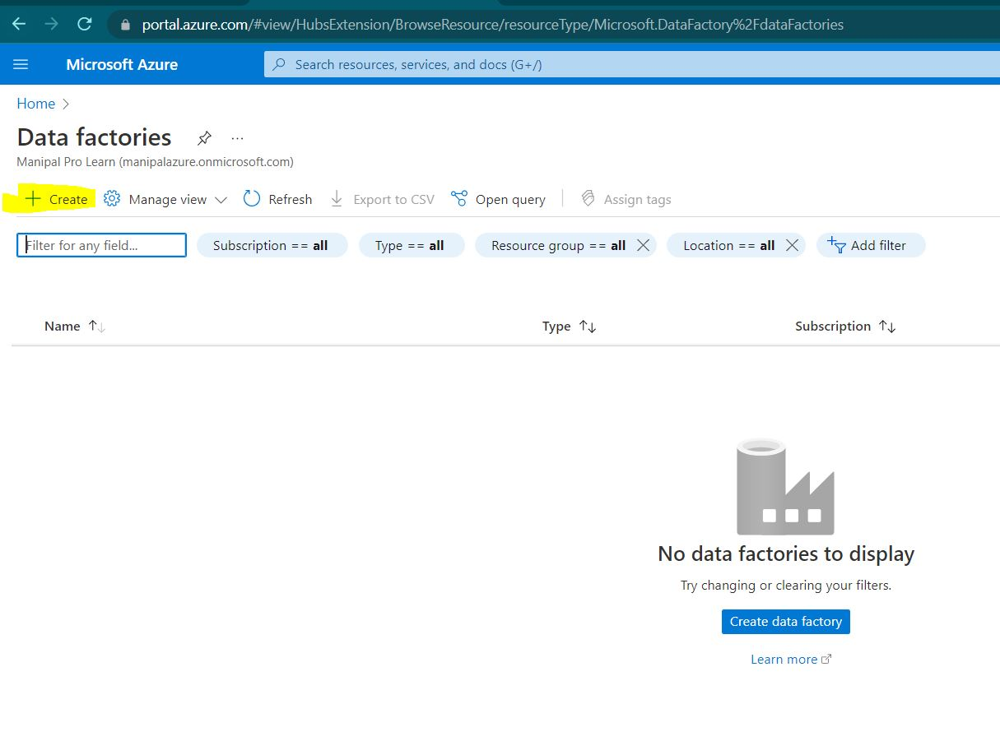 portal.azure.com/#view/HubsExtension/BrowseResource/resourceType/Microsoft.DataFactory%2FdataFactories
Microsoft Azure Search resources, services, and docs (G+/)
Home
Data factories ...
Manipal Pro Learn (manipalazure.onmicrosoft.com)
+ Create Manage view Refresh Export to CSV Open query Assign tags
Filter for any field... Subscription == all Type == all Resource group == all Location == all Add filter
Name Type Subscription
No data factories to display
Try changing or clearing your filters.
Create data factory
Learn more